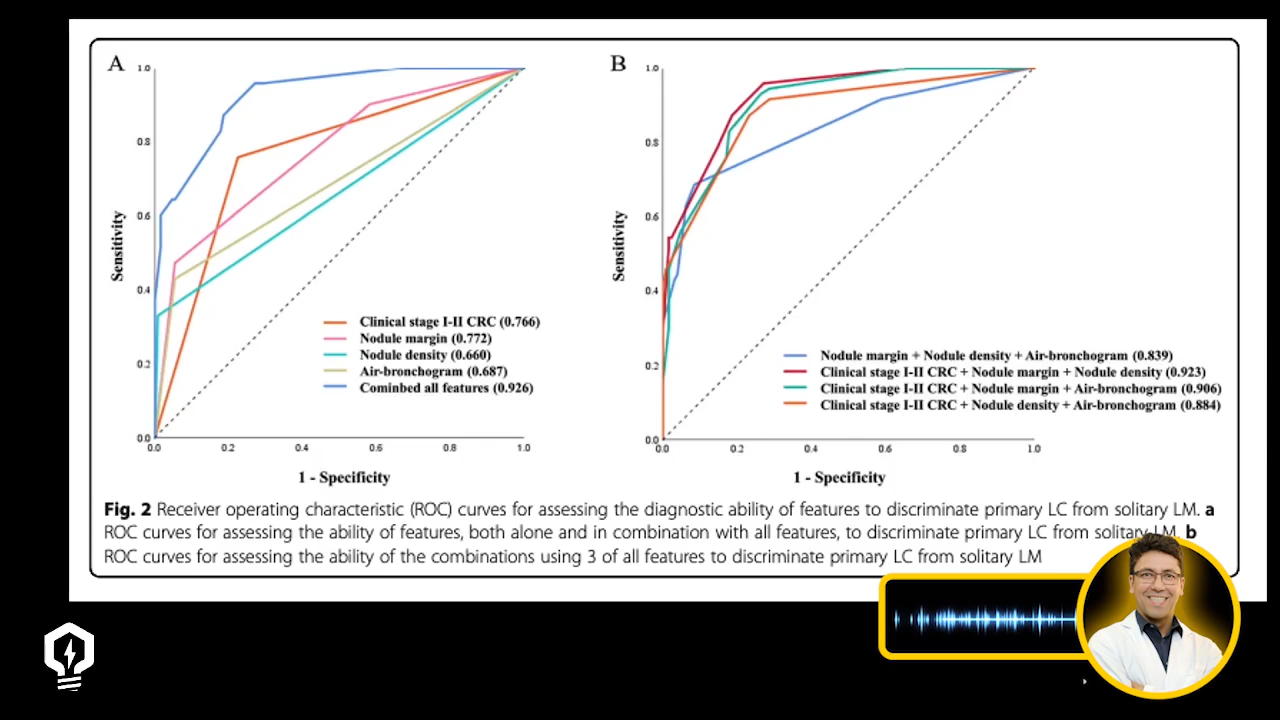 A
B
1.0
0.8
0.6
0.4
0.2
0.0
0.0
0.2
0.4
0.6
0.8
1.0
Sensitivity
1 - Specificity
Clinical stage I-II CRC (0.766)
Nodule margin (0.772)
Nodule density (0.660)
Air-bronchogram (0.687)
Cominbed all features (0.926)
1.0
0.8
0.6
0.4
0.2
0.0
0.0
0.2
0.4
0.6
0.8
1.0
Sensitivity
1 - Specificity
Nodule margin + Nodule density + Air-bronchogram (0.839)
Clinical stage I-II CRC + Nodule margin + Nodule density (0.923)
Clinical stage I-II CRC + Nodule margin + Air-bronchogram (0.906)
Clinical stage I-II CRC + Nodule density + Air-bronchogram (0.884)
Fig. 2 Receiver operating characteristic (ROC) curves for assessing the diagnostic ability of features to discriminate primary LC from solitary LM. a
ROC curves for assessing the ability of features, both alone and in combination with all features, to discriminate primary LC from solitary LM. b
ROC curves for assessing the ability of the combinations using 3 of all features to discriminate primary LC from solitary LM